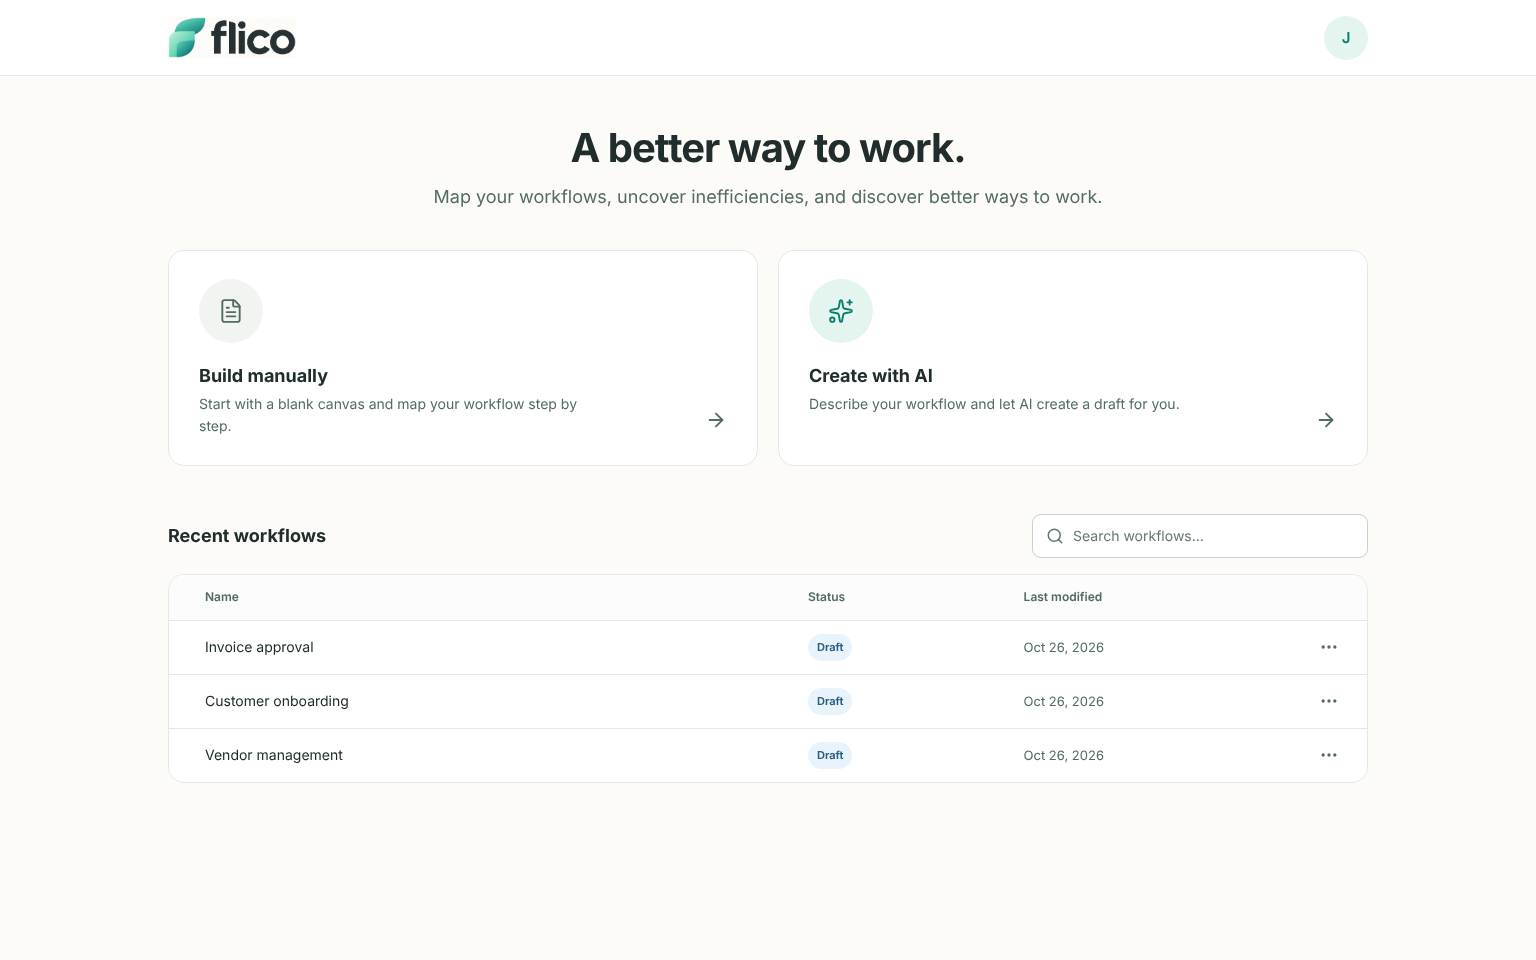 flico
J
A better way to work.
Map your workflows, uncover inefficiencies, and discover better ways to work.
Build manually
Start with a blank canvas and map your workflow step by
step.
Create with AI
Describe your workflow and let AI create a draft for you.
Recent workflows
Search workflows...
Name Status Last modified
Invoice approval Draft Oct 26, 2026
Customer onboarding Draft Oct 26, 2026
Vendor management Draft Oct 26, 2026